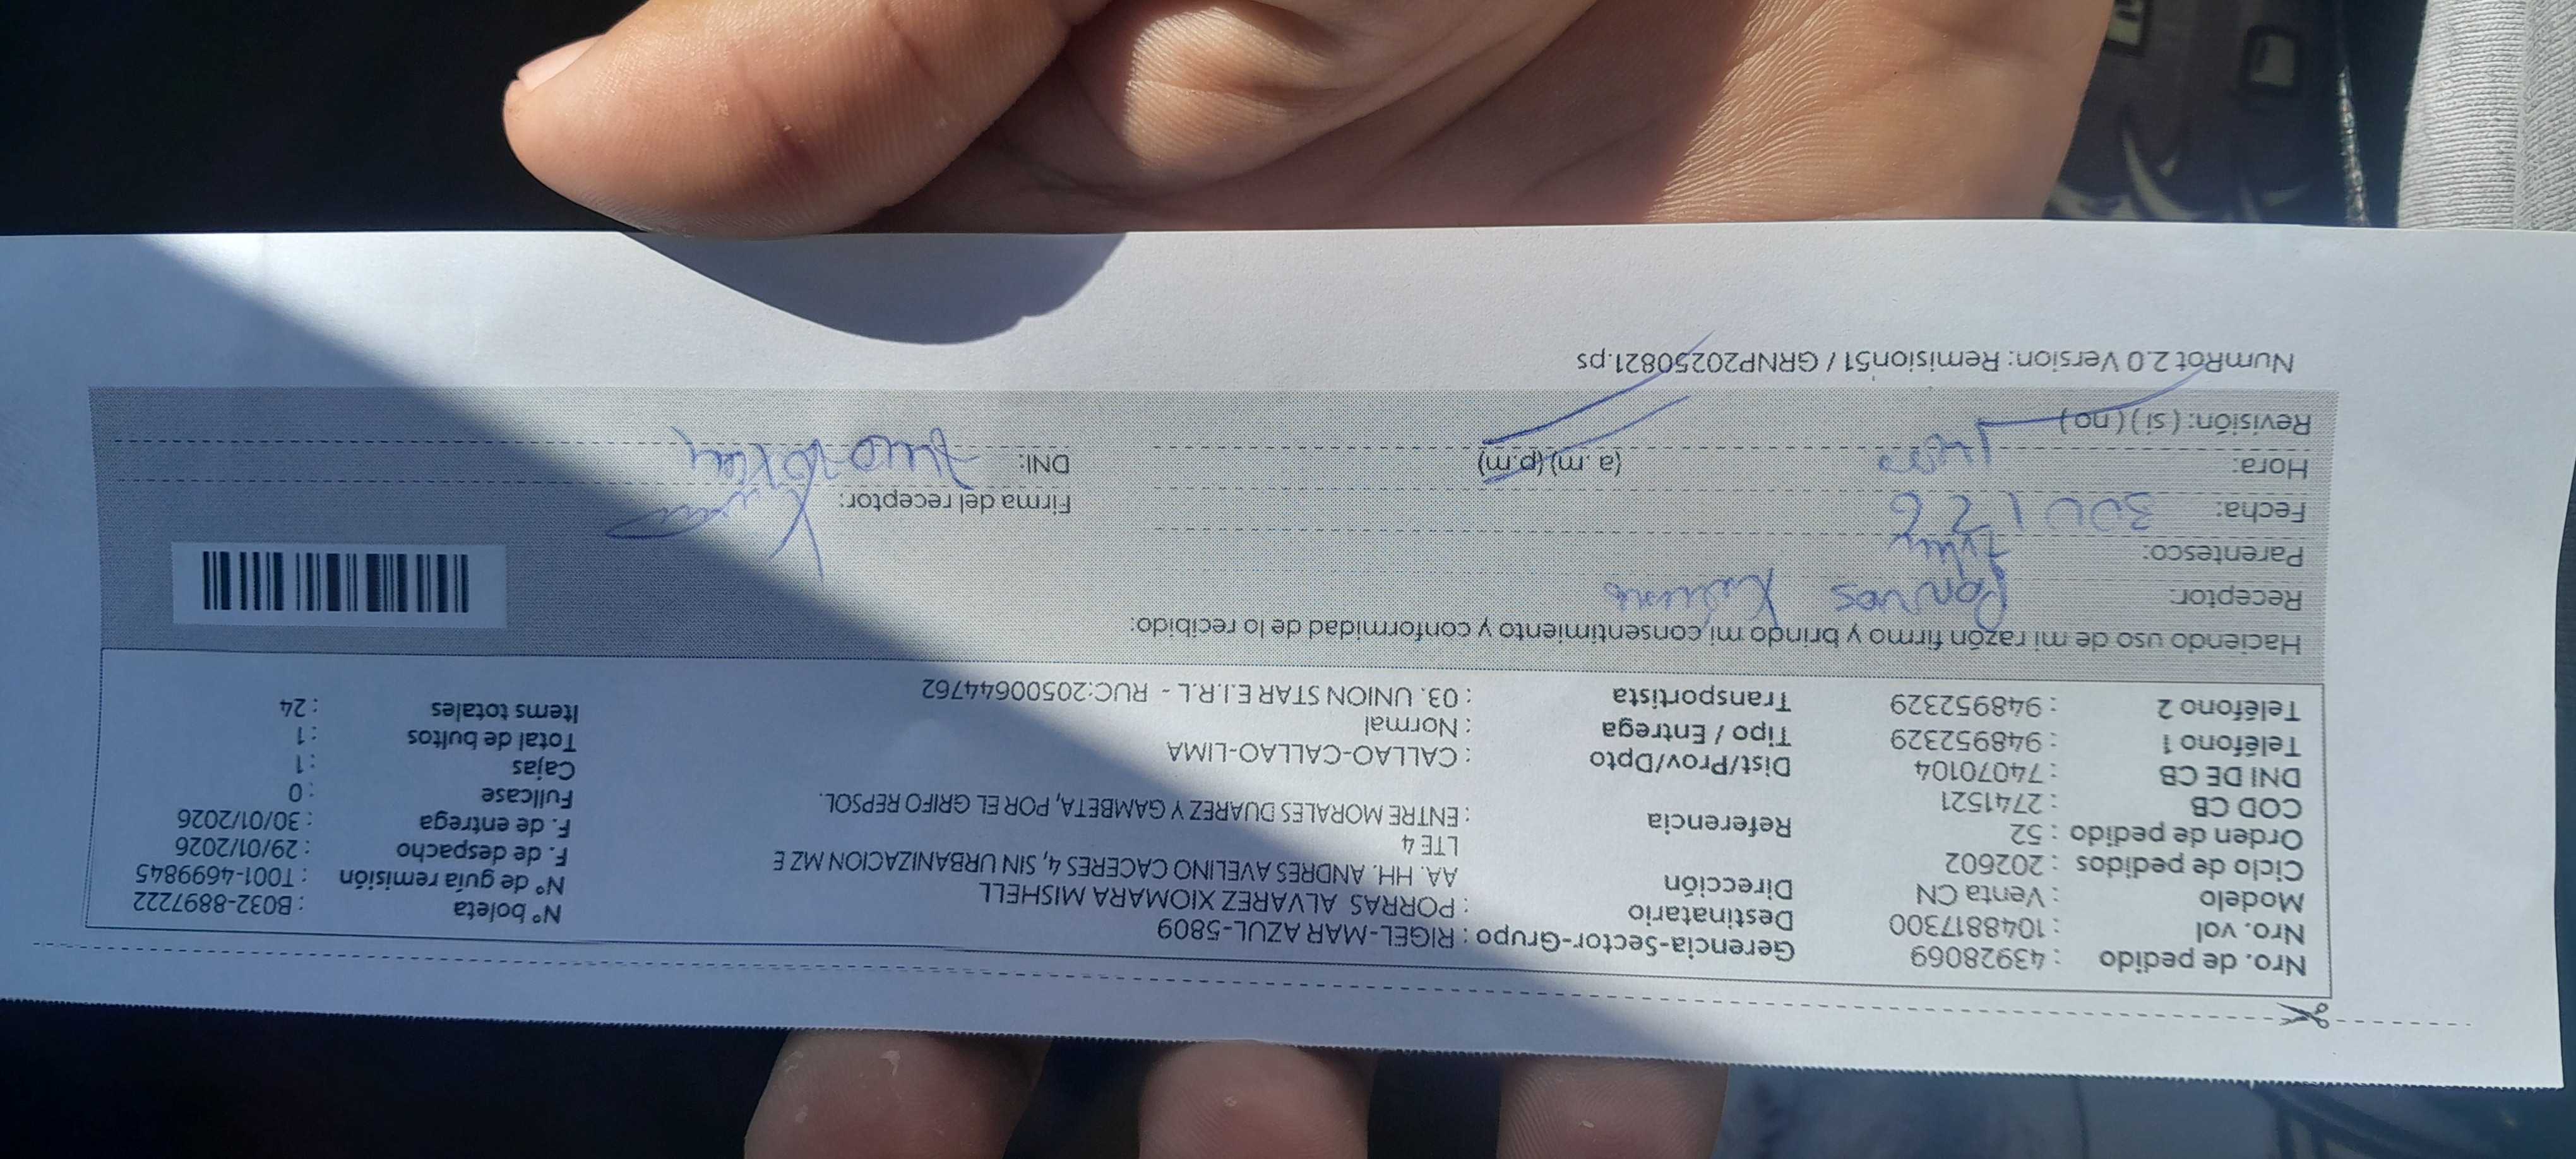 Nro. de pedido : 43928069 Gerencia-Sector-Grupo : RIGEL-MAR AZUL-5809 N° boleta : B032-8897222
Nro. vol : 1048817300 Destinatario : PORRAS ALVAREZ XIOMARA MISHELL N° de guía remisión : T001-4699845
Modelo : Venta CN Dirección AA. HH. ANDRES AVELINO CACERES 4, SIN URBANIZACION MZ E F. de despacho : 29/01/2026
Ciclo de pedidos : 202602 LTE 4 F. de entrega : 30/01/2026
Orden de pedido : 52 Referencia : ENTRE MORALES DUAREZ Y GAMBETA, POR EL GRIFO REPSOL. Fullcase : 0
COD CB : 2741521 Cajas : 1
DNI DE CB : 74070104 Dist/Prov/Dpto : CALLAO-CALLAO-LIMA Total de bultos : 1
Teléfono 1 : 948952329 Tipo / Entrega : Normal Items totales : 24
Teléfono 2 : 948952329 Transportista : 03. UNION STAR E.I.R.L - RUC:20500644762
Haciendo uso de mi razón firmo y brindo mi consentimiento y conformidad de lo recibido:
Receptor: Porras
Parentesco:
Fecha: Firma del receptor:
Hora: (a.m) (p.m) DNI:
Revisión: (si) (no)
NumRot 2.0 Version: Remision51 / GRNP20250821.ps